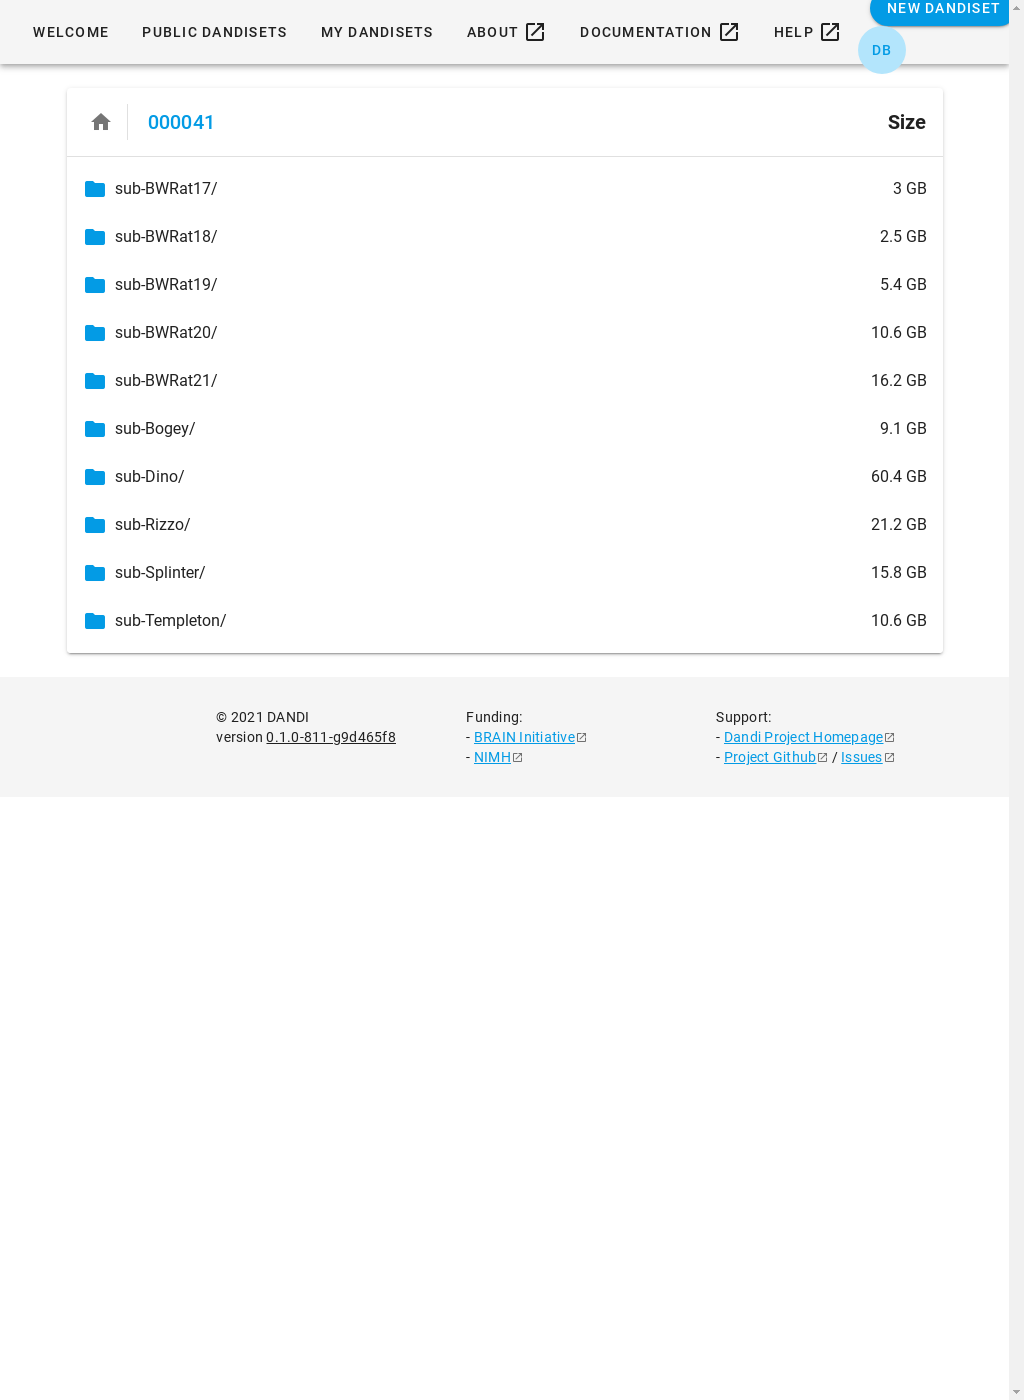 NEW DANDISET
WELCOME PUBLIC DANDISETS MY DANDISETS ABOUT DOCUMENTATION HELP
DB
000041 Size
sub-BWRat17/ 3 GB
sub-BWRat18/ 2.5 GB
sub-BWRat19/ 5.4 GB
sub-BWRat20/ 10.6 GB
sub-BWRat21/ 16.2 GB
sub-Bogey/ 9.1 GB
sub-Dino/ 60.4 GB
sub-Rizzo/ 21.2 GB
sub-Splinter/ 15.8 GB
sub-Templeton/ 10.6 GB
© 2021 DANDI Funding: Support:
version 0.1.0-811-g9d465f8 - BRAIN Initiative - Dandi Project Homepage
- NIMH - Project Github / Issues